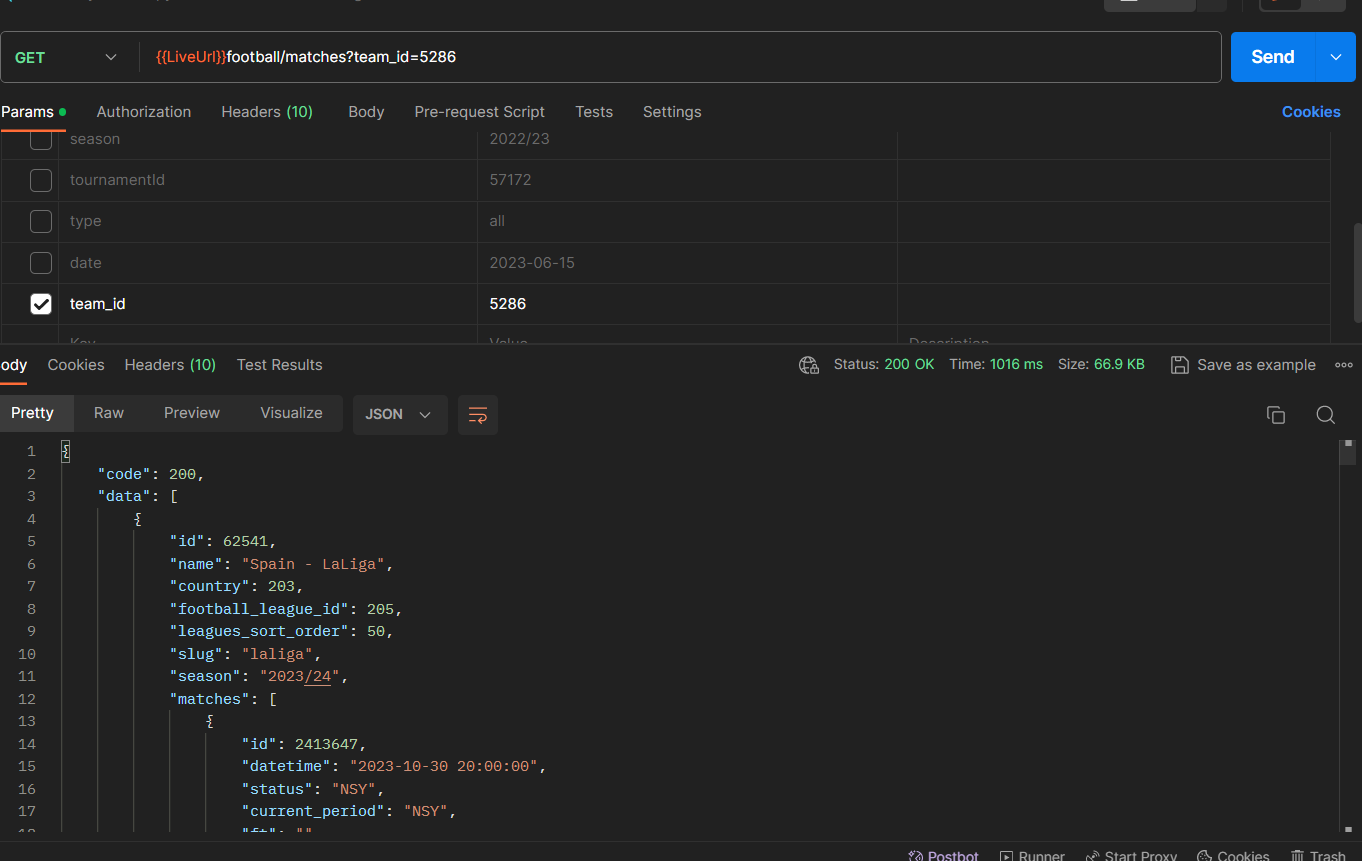 GET {{LiveUrl}}football/matches?team_id=5286 Send
Params Authorization Headers (10) Body Pre-request Script Tests Settings Cookies
season 2022/23
tournamentId 57172
type all
date 2023-06-15
team_id 5286
Key Value Description
ody Cookies Headers (10) Test Results Status: 200 OK Time: 1016 ms Size: 66.9 KB Save as example
Pretty Raw Preview Visualize JSON
1 {
2 "code": 200,
3 "data": [
4 {
5 "id": 62541,
6 "name": "Spain - LaLiga",
7 "country": 203,
8 "football_league_id": 205,
9 "leagues_sort_order": 50,
10 "slug": "laliga",
11 "season": "2023/24",
12 "matches": [
13 {
14 "id": 2413647,
15 "datetime": "2023-10-30 20:00:00",
16 "status": "NSY",
17 "current_period": "NSY",
18 "ft": ""
Postbot Runner Start Proxy Cookies Trash